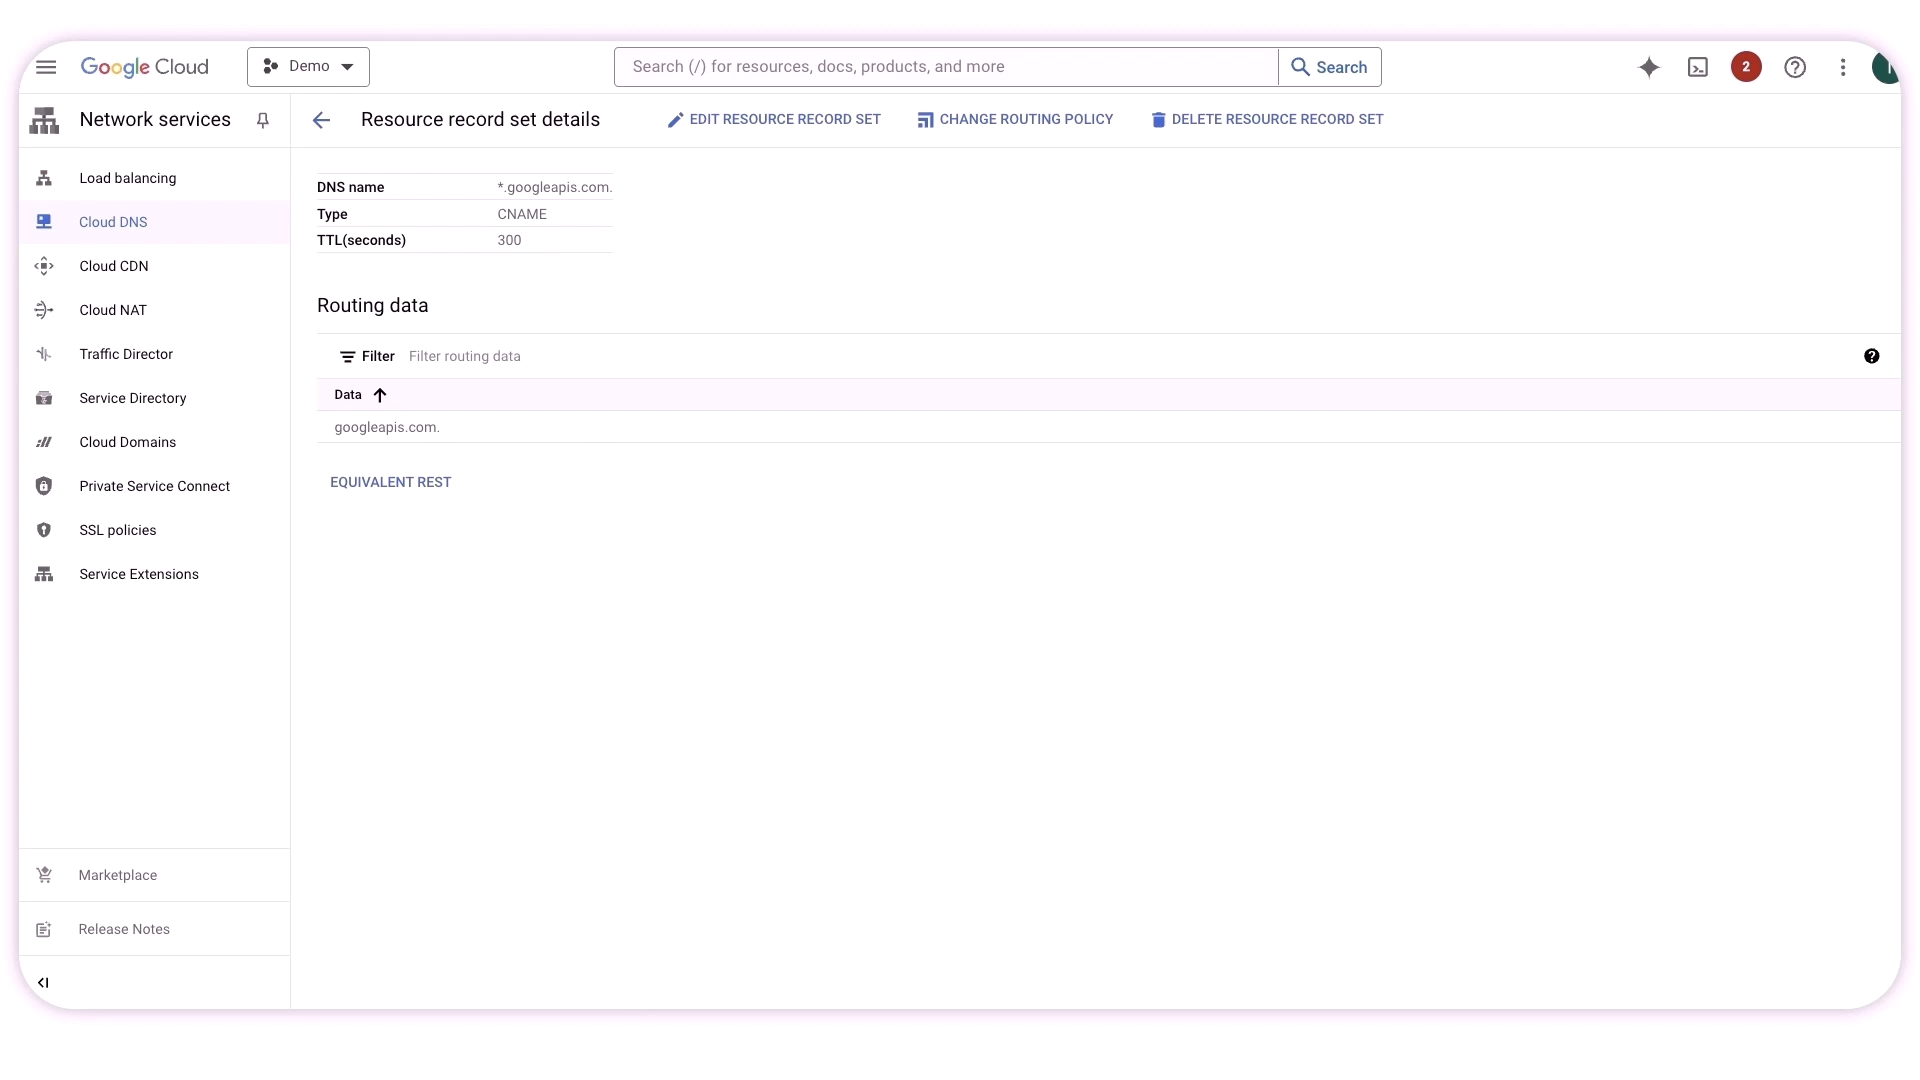 Google Cloud
Demo
Search (/) for resources, docs, products, and more
Search
2
Network services
Resource record set details
EDIT RESOURCE RECORD SET
CHANGE ROUTING POLICY
DELETE RESOURCE RECORD SET
Load balancing
Cloud DNS
Cloud CDN
Cloud NAT
Traffic Director
Service Directory
Cloud Domains
Private Service Connect
SSL policies
Service Extensions
Marketplace
Release Notes
DNS name *.googleapis.com.
Type CNAME
TTL(seconds) 300
Routing data
Filter Filter routing data
Data
googleapis.com.
EQUIVALENT REST